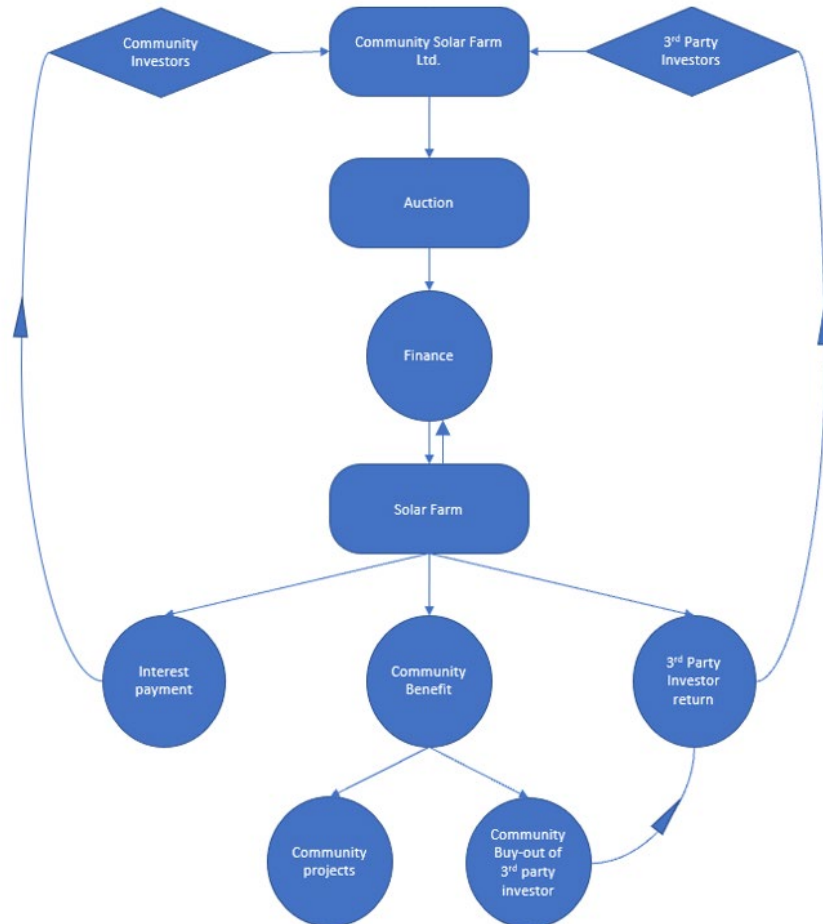 Community
Investors
Community Solar Farm
Ltd.
3rd Party
Investors
Auction
Finance
Solar Farm
Interest
payment
Community
Benefit
3rd Party
Investor
return
Community
projects
Community
Buy-out of
3rd party
investor